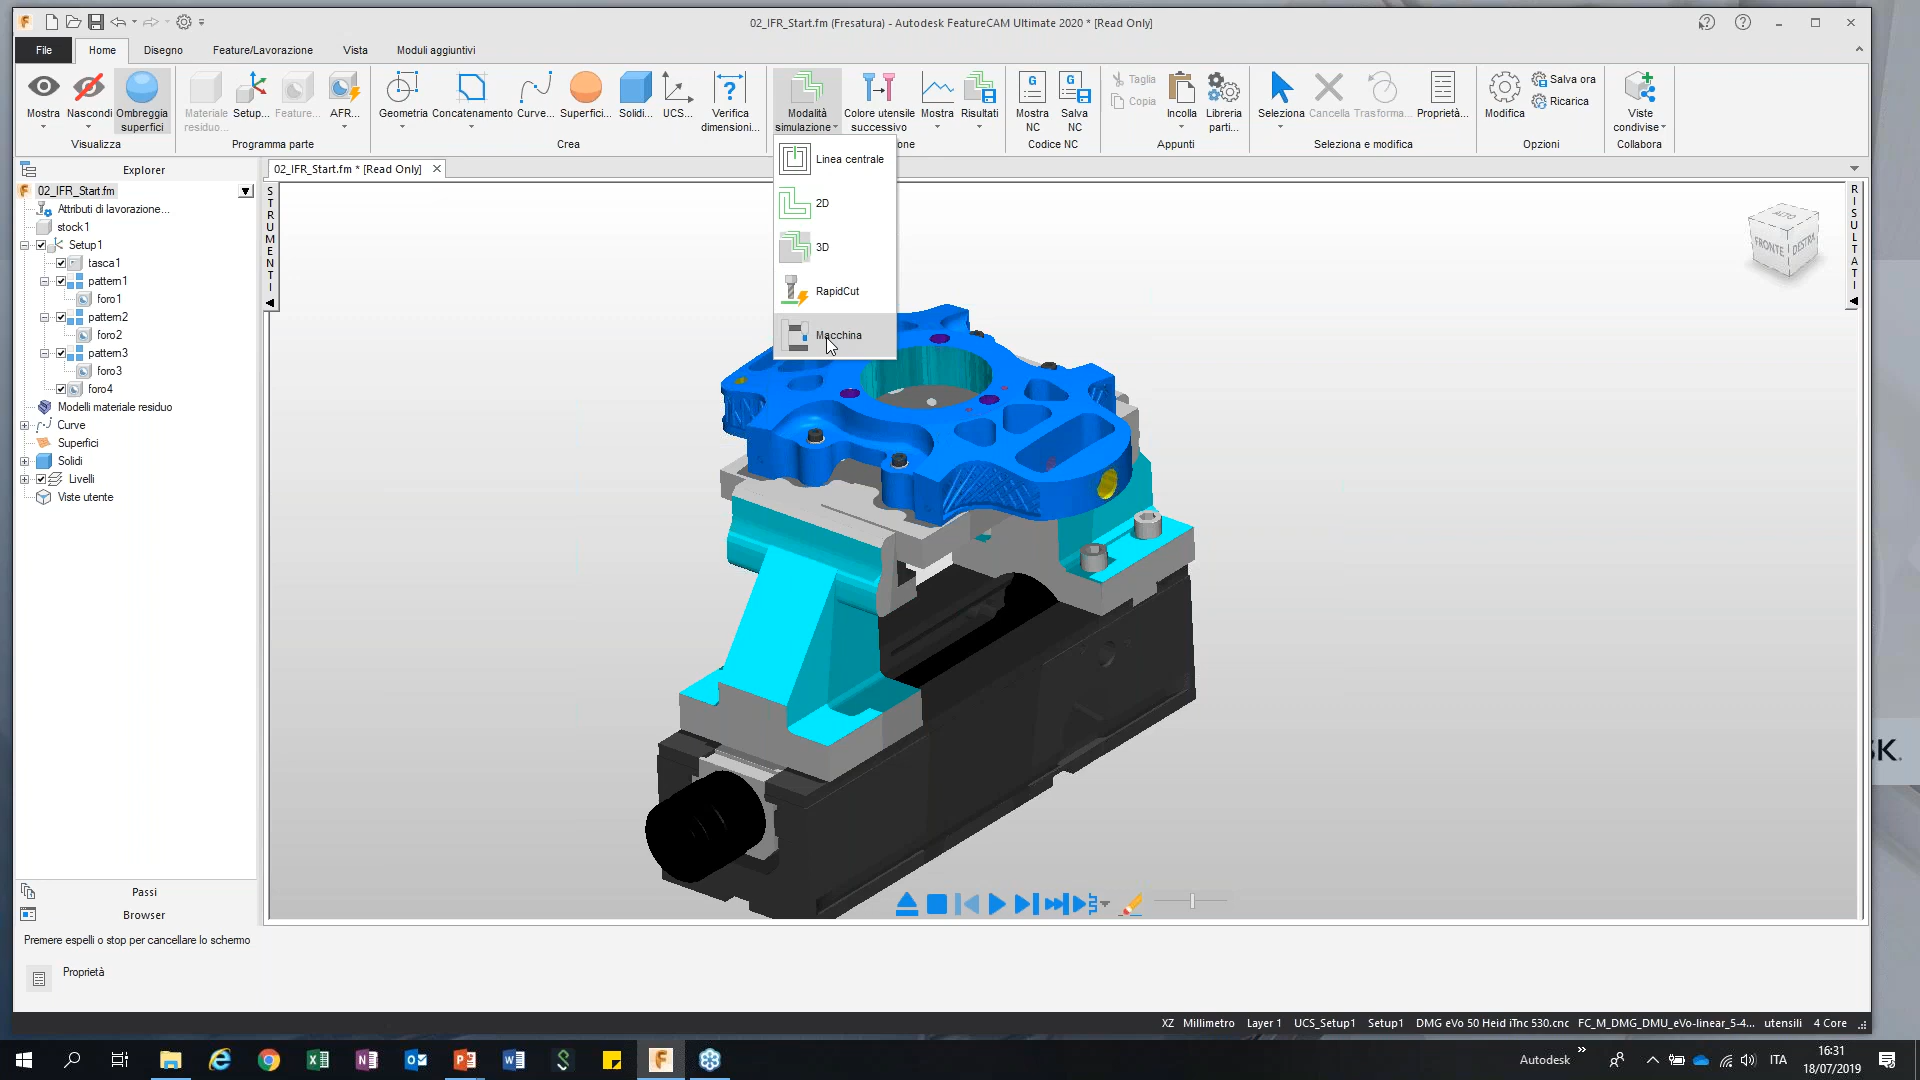 02_IFR_Start.fm (Fresatura) - Autodesk FeatureCAM Ultimate 2020 * [Read Only]
File Home Disegno Feature/Lavorazione Vista Moduli aggiuntivi
Mostra
Nascondi
Ombreggia
superfici
Visualizza
Materiale
residuo...
Setup...
Feature...
AFR...
Programma parte
Geometria
Concatenamento
Curve...
Superfici...
Solidi...
UCS...
Verifica
dimensioni...
Crea
Modalità
simulazione
Colore utensile
successivo
Mostra
Risultati
Mostra
NC
Salva
NC
Codice NC
Taglia
Copia
Incolla
Libreria
parti...
Appunti
Seleziona
Cancella
Trasforma...
Proprietà...
Seleziona e modifica
Modifica
Salva ora
Ricarica
Opzioni
Viste
condivise
Collabora
Linea centrale
2D
3D
RapidCut
Macchina
Explorer
02_IFR_Start.fm
Attributi di lavorazione...
stock1
Setup1
tasca1
pattern1
foro1
pattern2
foro2
pattern3
foro3
foro4
Modelli materiale residuo
Curve
Superfici
Solidi
Livelli
Viste utente
Passi
Browser
02_IFR_Start.fm * [Read Only]
STRUMENTI
RISULTATI
ALTO
FRONTE
DESTRA
SK.
Premere espelli o stop per cancellare lo schermo
Proprietà
XZ Millimetro Layer 1 UCS_Setup1 Setup1 DMG eVo 50 Heid iTnc 530.cnc FC_M_DMG_DMU_eVo-linear_5-4... utensili 4 Core
Autodesk
ITA
16:31
18/07/2019